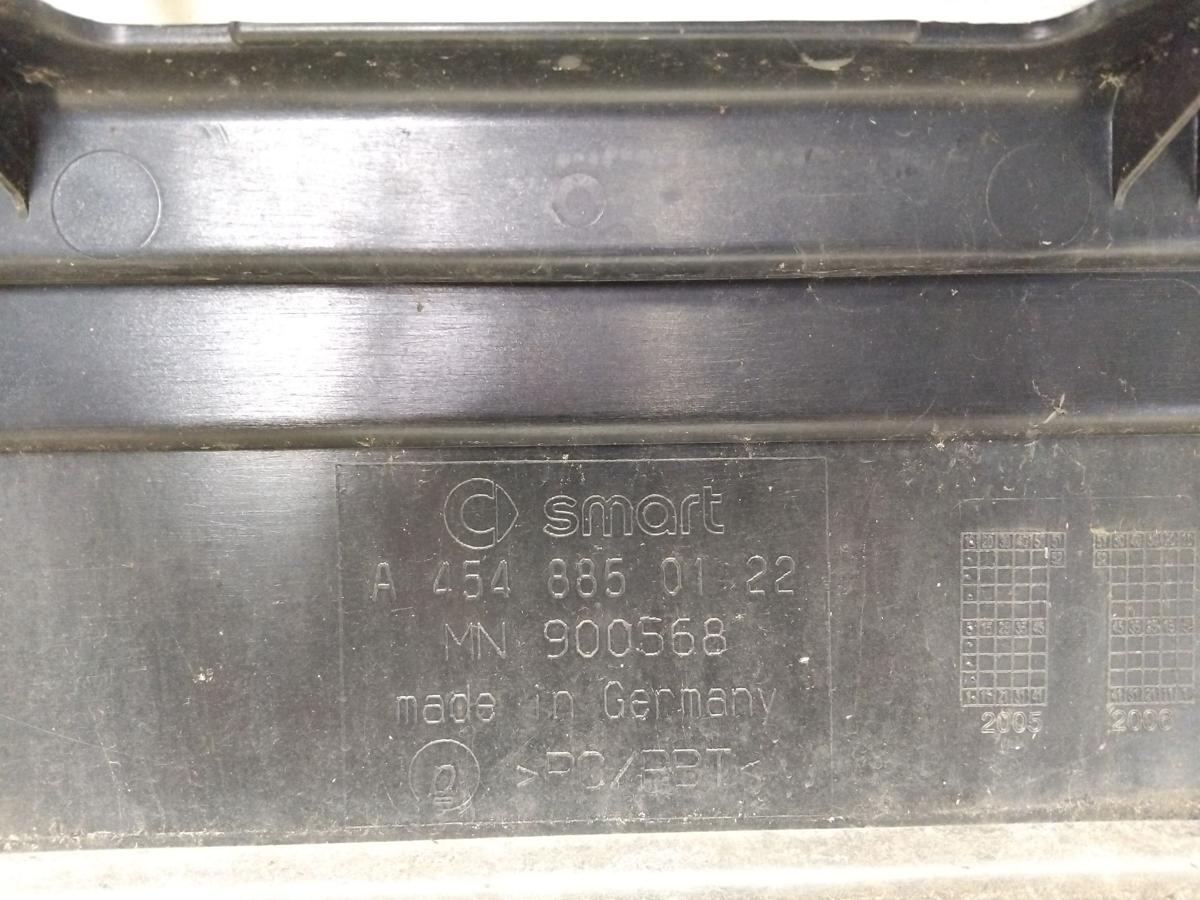 smart
A 454 885 01 22
MN 900568
made in Germany
>PC/PBT<
2005
2006